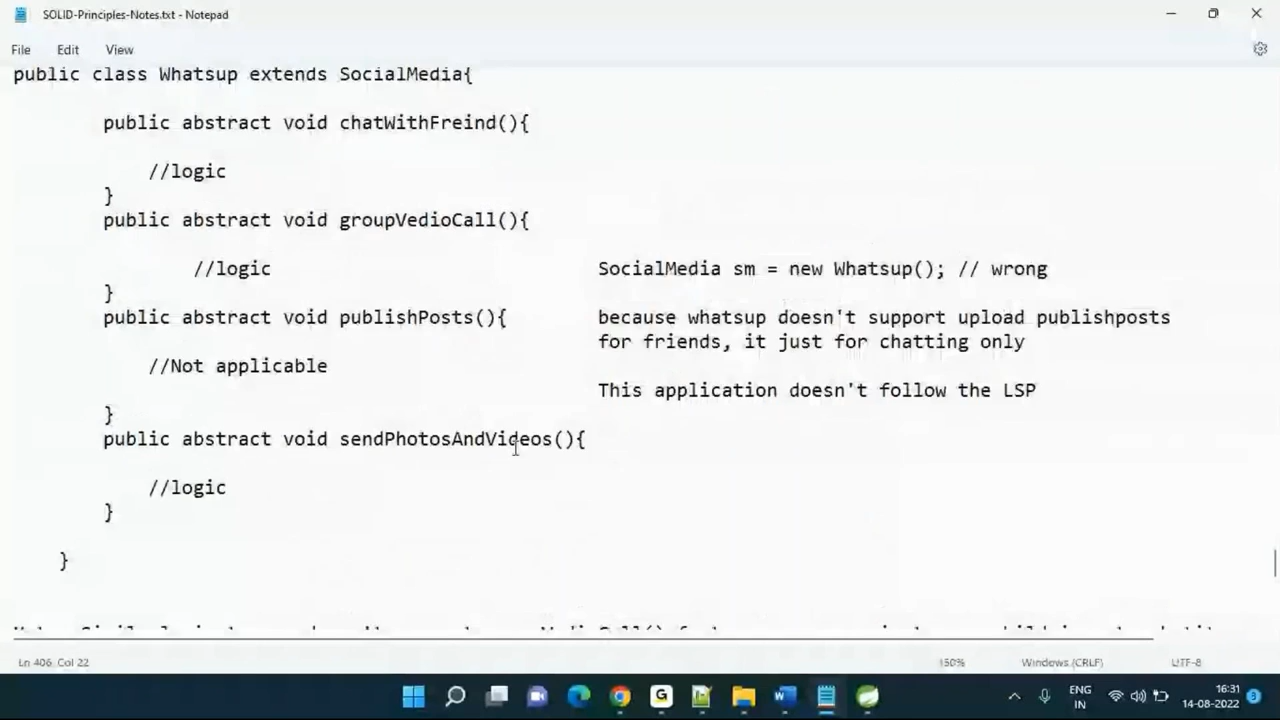 SOLID-Principles-Notes.txt - Notepad
File Edit View
public class Whatsup extends SocialMedia{
public abstract void chatWithFreind(){
//logic
}
public abstract void groupVedioCall(){
//logic
}
public abstract void publishPosts(){
//Not applicable
}
public abstract void sendPhotosAndVideos(){
//logic
}
}
SocialMedia sm = new Whatsup(); // wrong
because whatsup doesn't support upload publishposts
for friends, it just for chatting only
This application doesn't follow the LSP
Ln 406, Col 22 150% Windows (CRLF) UTF-8
ENG
IN
16:31
14-08-2022
3